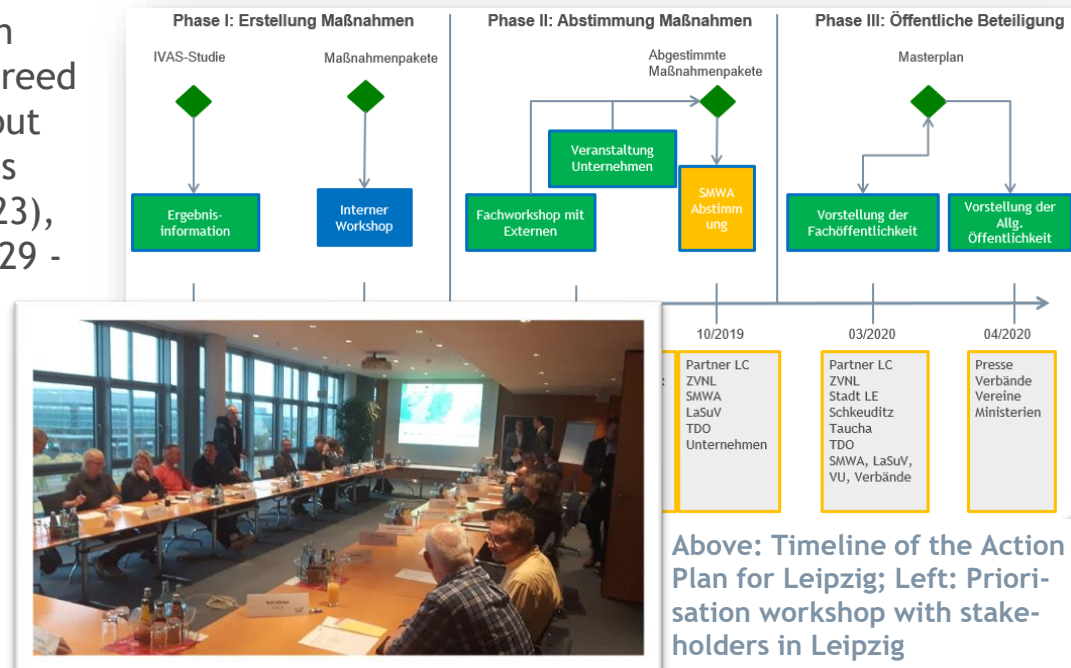 n
reed
out
s
23),
29 -
Phase I: Erstellung Maßnahmen
Phase II: Abstimmung Maßnahmen
Phase III: Öffentliche Beteiligung
IVAS-Studie
Maßnahmenpakete
Abgestimmte
Maßnahmenpakete
Masterplan
Ergebnis-
information
Interner
Workshop
Fachworkshop mit
Externen
Veranstaltung
Unternehmen
SMWA
Abstimm
ung
Vorstellung der
Fachöffentlichkeit
Vorstellung der
Allg.
Öffentlichkeit
10/2019
03/2020
04/2020
Partner LC
ZVNL
SMWA
LaSuV
TDO
Unternehmen
Partner LC
ZVNL
Stadt LE
Schkeuditz
Taucha
TDO
SMWA, LaSuV,
VU, Verbände
Presse
Verbände
Vereine
Ministerien
Above: Timeline of the Action
Plan for Leipzig; Left: Priori-
sation workshop with stake-
holders in Leipzig